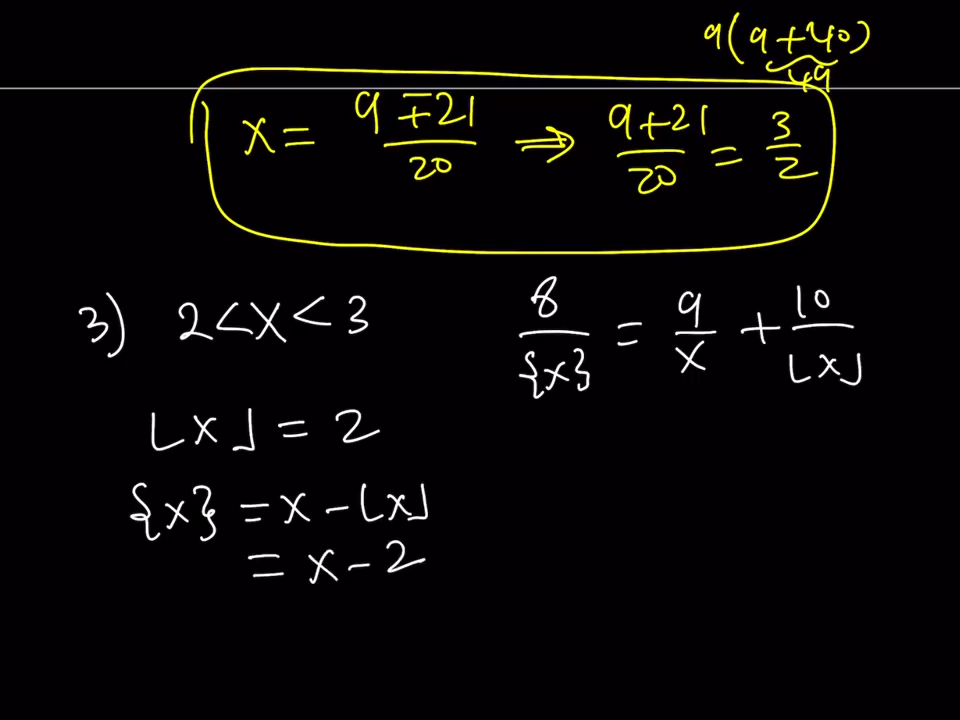 9(9+40)
49
x = 9∓21/20 ⇒ 9+21/20 = 3/2
3) 2<x<3 8/{x} = 9/x + 10/⌊x⌋
⌊x⌋ = 2
{x} = x - ⌊x⌋
= x - 2